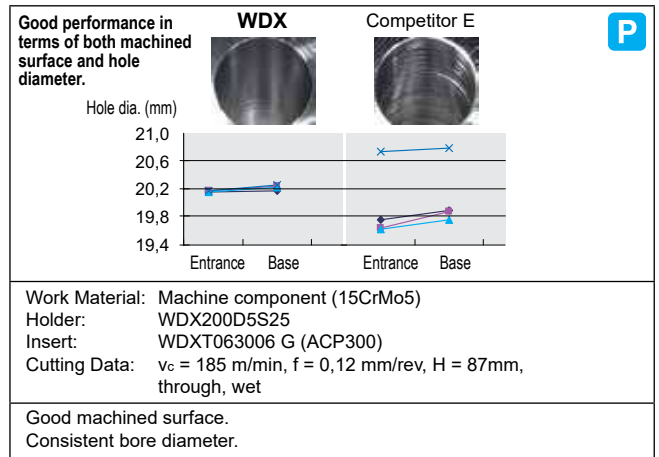 Good performance in
terms of both machined
surface and hole
diameter.
WDX
Competitor E
P
Hole dia. (mm)
21,0
20,6
20,2
19,8
19,4
Entrance Base Entrance Base
Work Material: Machine component (15CrMo5)
Holder: WDX200D5S25
Insert: WDXT063006 G (ACP300)
Cutting Data: vc = 185 m/min, f = 0,12 mm/rev, H = 87mm,
through, wet
Good machined surface.
Consistent bore diameter.